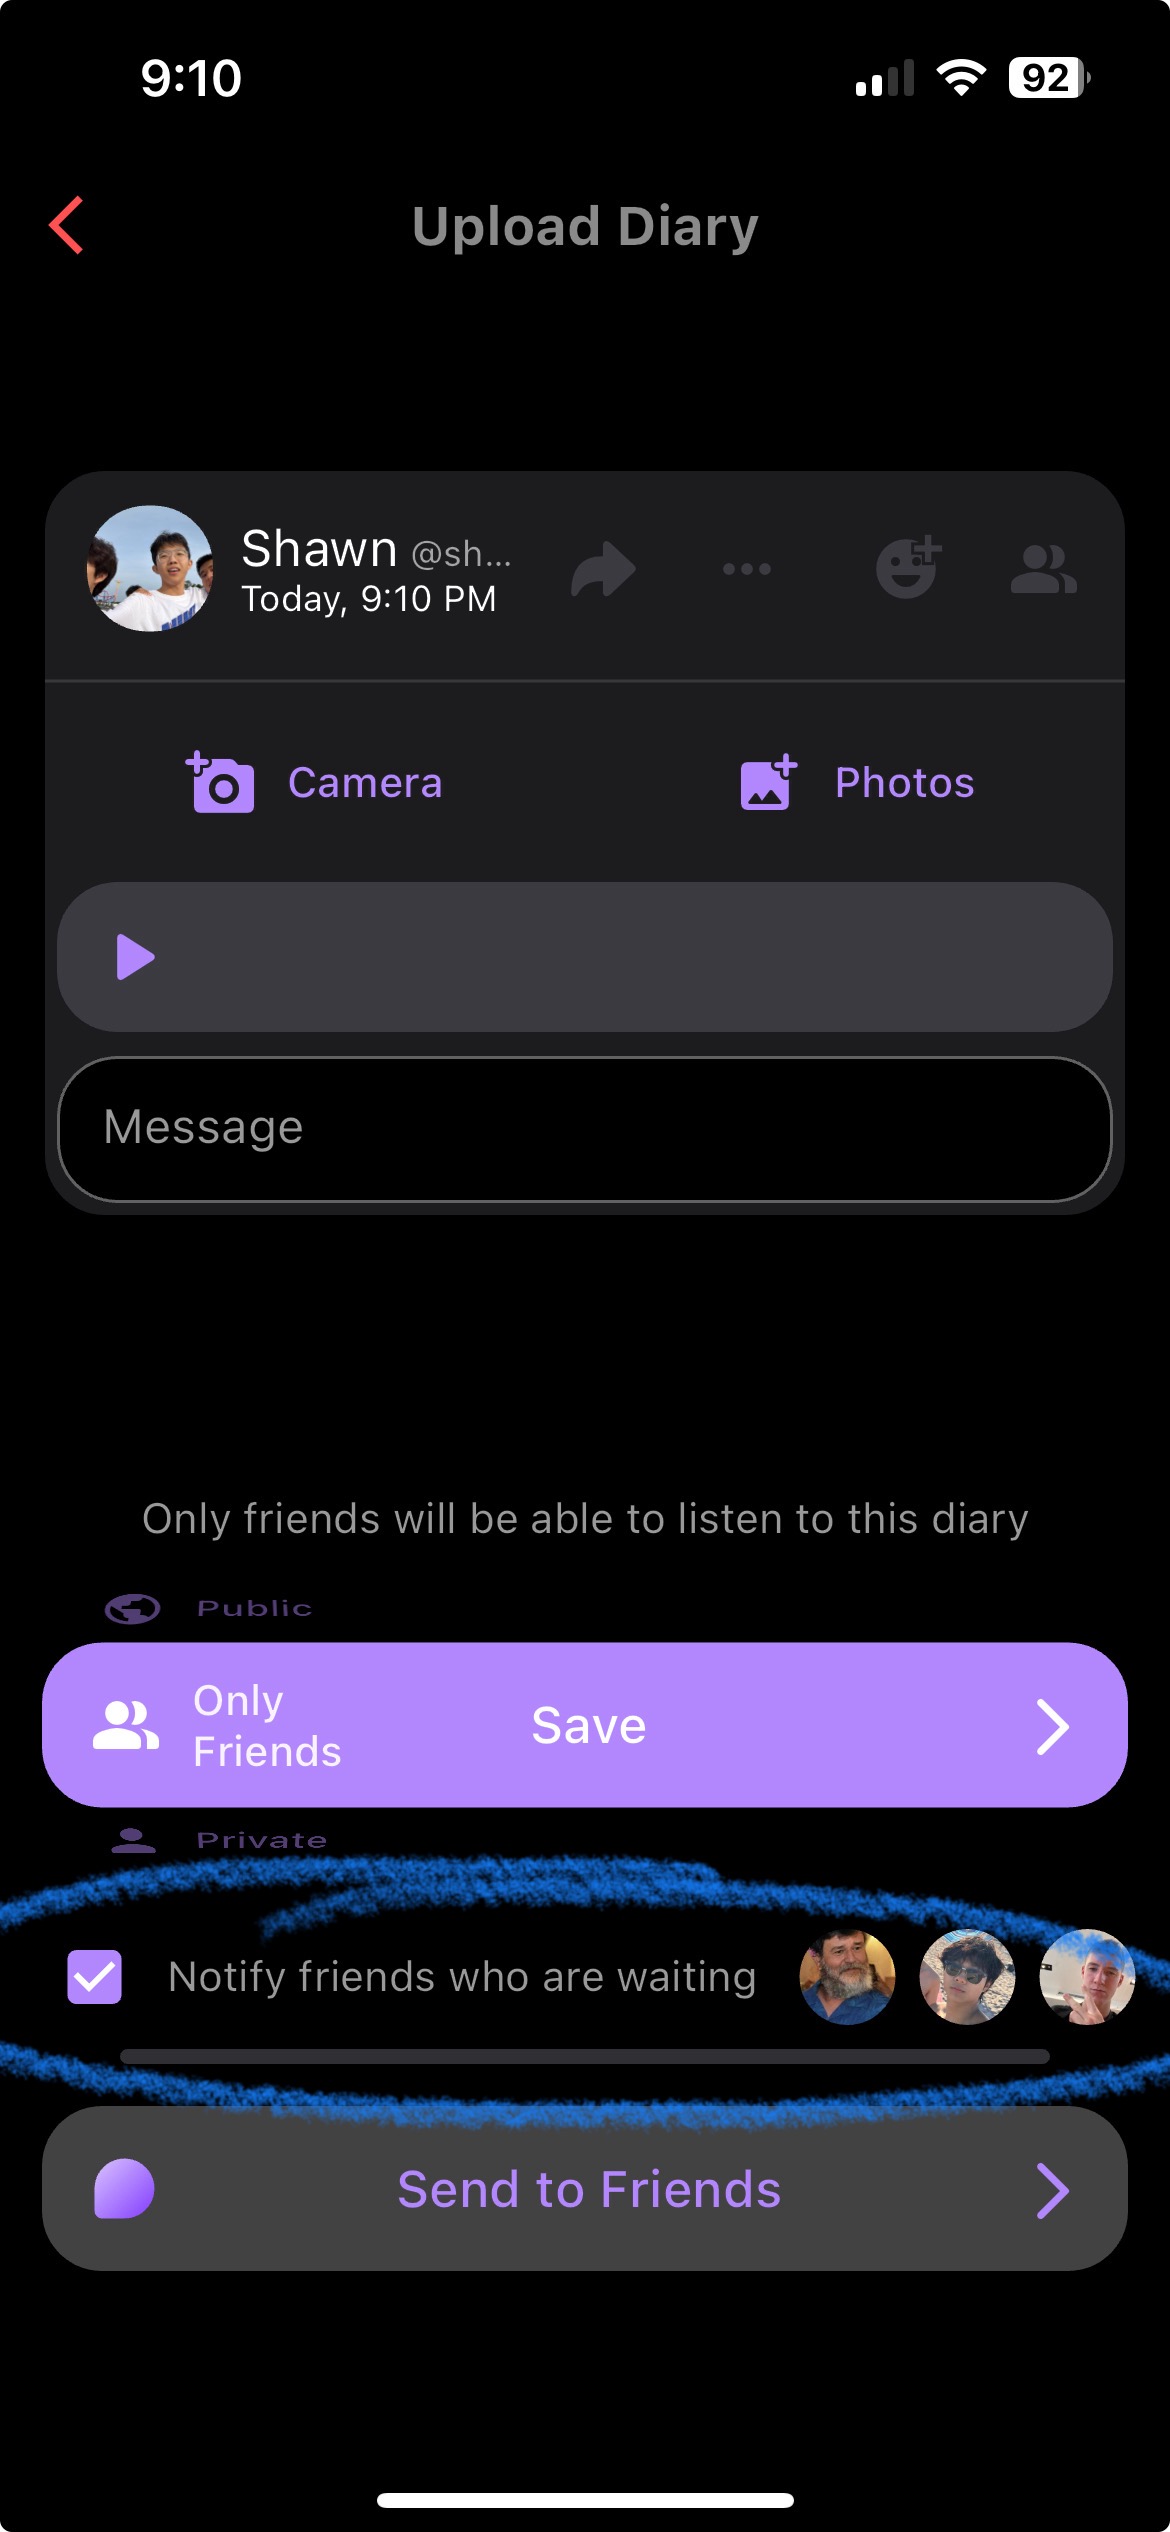 9:10
92
Upload Diary
Shawn @sh...
Today, 9:10 PM
Camera
Photos
Message
Only friends will be able to listen to this diary
Public
Only
Friends
Save
Private
Notify friends who are waiting
Send to Friends